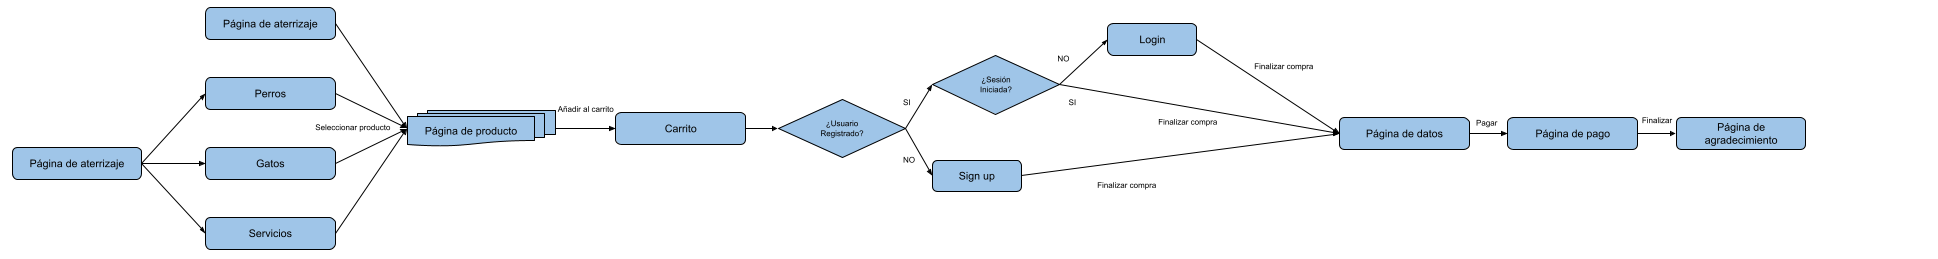 Página de aterrizaje
Página de aterrizaje
Perros
Gatos
Servicios
Seleccionar producto
Página de producto
Añadir al carrito
Carrito
¿Usuario
Registrado?
SI
NO
¿Sesión
Iniciada?
Sign up
NO
SI
Login
Finalizar compra
Finalizar compra
Finalizar compra
Página de datos
Pagar
Página de pago
Finalizar
Página de
agradecimiento